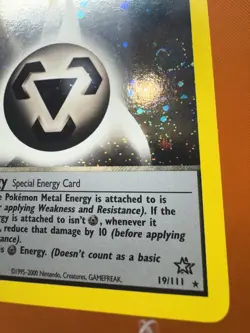 Special Energy Card
Pokémon Metal Energy is attached to is
applying Weakness and Resistance). If the
is attached to isn't , whenever it
reduce that damage by 10 (before applying
and Resistance).
Energy. (Doesn't count as a basic
©1995-2000 Nintendo, Creatures, GAMEFREAK. 19/111 ★